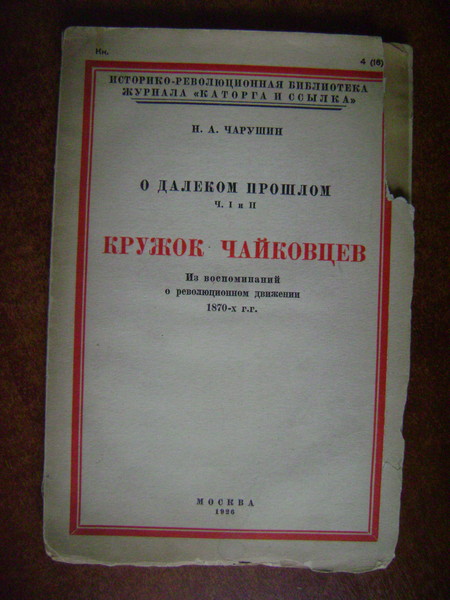 Кн.
4 (16)
ИСТОРИКО-РЕВОЛЮЦИОННАЯ БИБЛИОТЕКА
ЖУРНАЛА «КАТОРГА И ССЫЛКА»
Н. А. ЧАРУШИН
О ДАЛЕКОМ ПРОШЛОМ
Ч. I и II
КРУЖОК ЧАЙКОВЦЕВ
Из воспоминаний
о революционном движении
1870-х г.г.
МОСКВА
1926